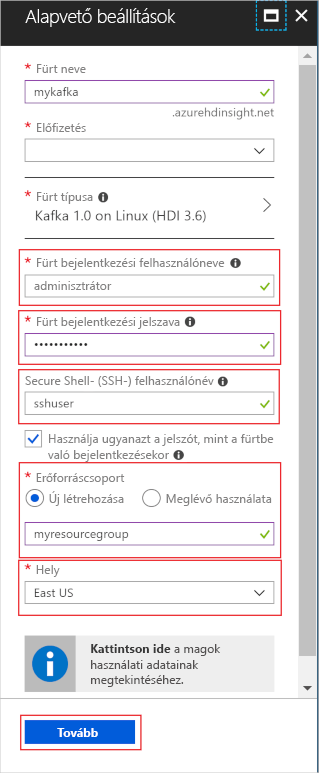 Alapvető beállítások
* Fürt neve
mykafka
.azurehdinsight.net
* Előfizetés
* Fürt típusa
Kafka 1.0 on Linux (HDI 3.6)
* Fürt bejelentkezési felhasználóneve
adminisztrátor
* Fürt bejelentkezési jelszava
•••••••••••
Secure Shell- (SSH-) felhasználónév
sshuser
Használja ugyanazt a jelszót, mint a fürtbe
való bejelentkezésekor
* Erőforráscsoport
Új létrehozása Meglévő használata
myresourcegroup
* Hely
East US
Kattintson ide a magok
használati adatainak
megtekintéséhez.
Tovább